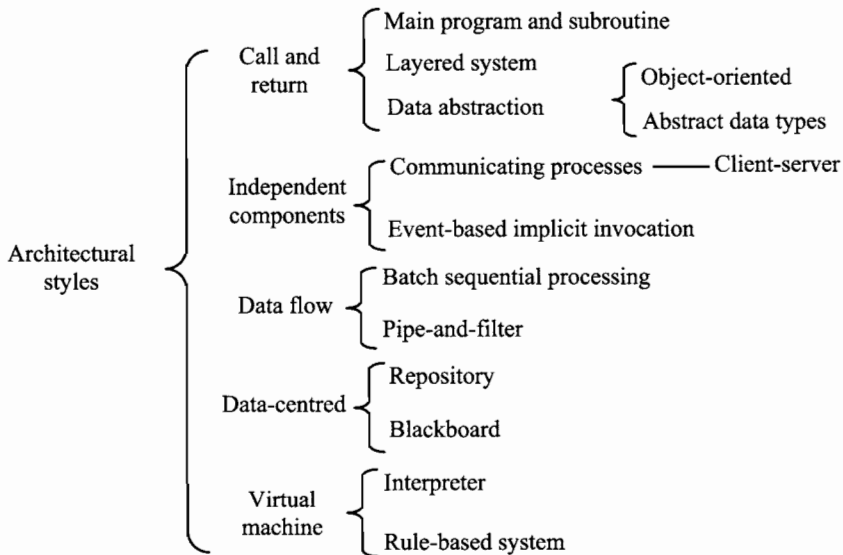 Architectural
styles
Call and
return
Main program and subroutine
Layered system
Data abstraction
Object-oriented
Abstract data types
Independent
components
Communicating processes
Client-server
Event-based implicit invocation
Data flow
Batch sequential processing
Pipe-and-filter
Data-centred
Repository
Blackboard
Virtual
machine
Interpreter
Rule-based system